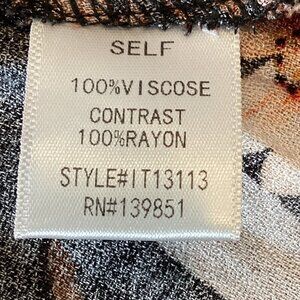 SELF
100%VISCOSE
CONTRAST
100%RAYON
STYLE#IT13113
RN#139851